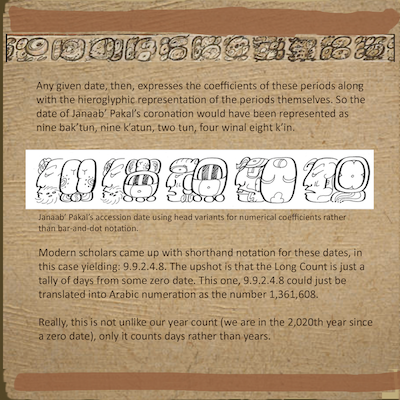 Any given date, then, expresses the coefficients of these periods along
with the hieroglyphic representation of the periods themselves. So the
date of Janaab’ Pakal’s coronation would have been represented as
nine bak’tun, nine k’atun, two tun, four winal eight k’in.
Janaab’ Pakal’s accession date using head variants for numerical coefficients rather
than bar-and-dot notation.
Modern scholars came up with shorthand notation for these dates, in
this case yielding: 9.9.2.4.8. The upshot is that the Long Count is just a
tally of days from some zero date. This one, 9.9.2.4.8 could just be
translated into Arabic numeration as the number 1,361,608.
Really, this is not unlike our year count (we are in the 2,020th year since
a zero date), only it counts days rather than years.